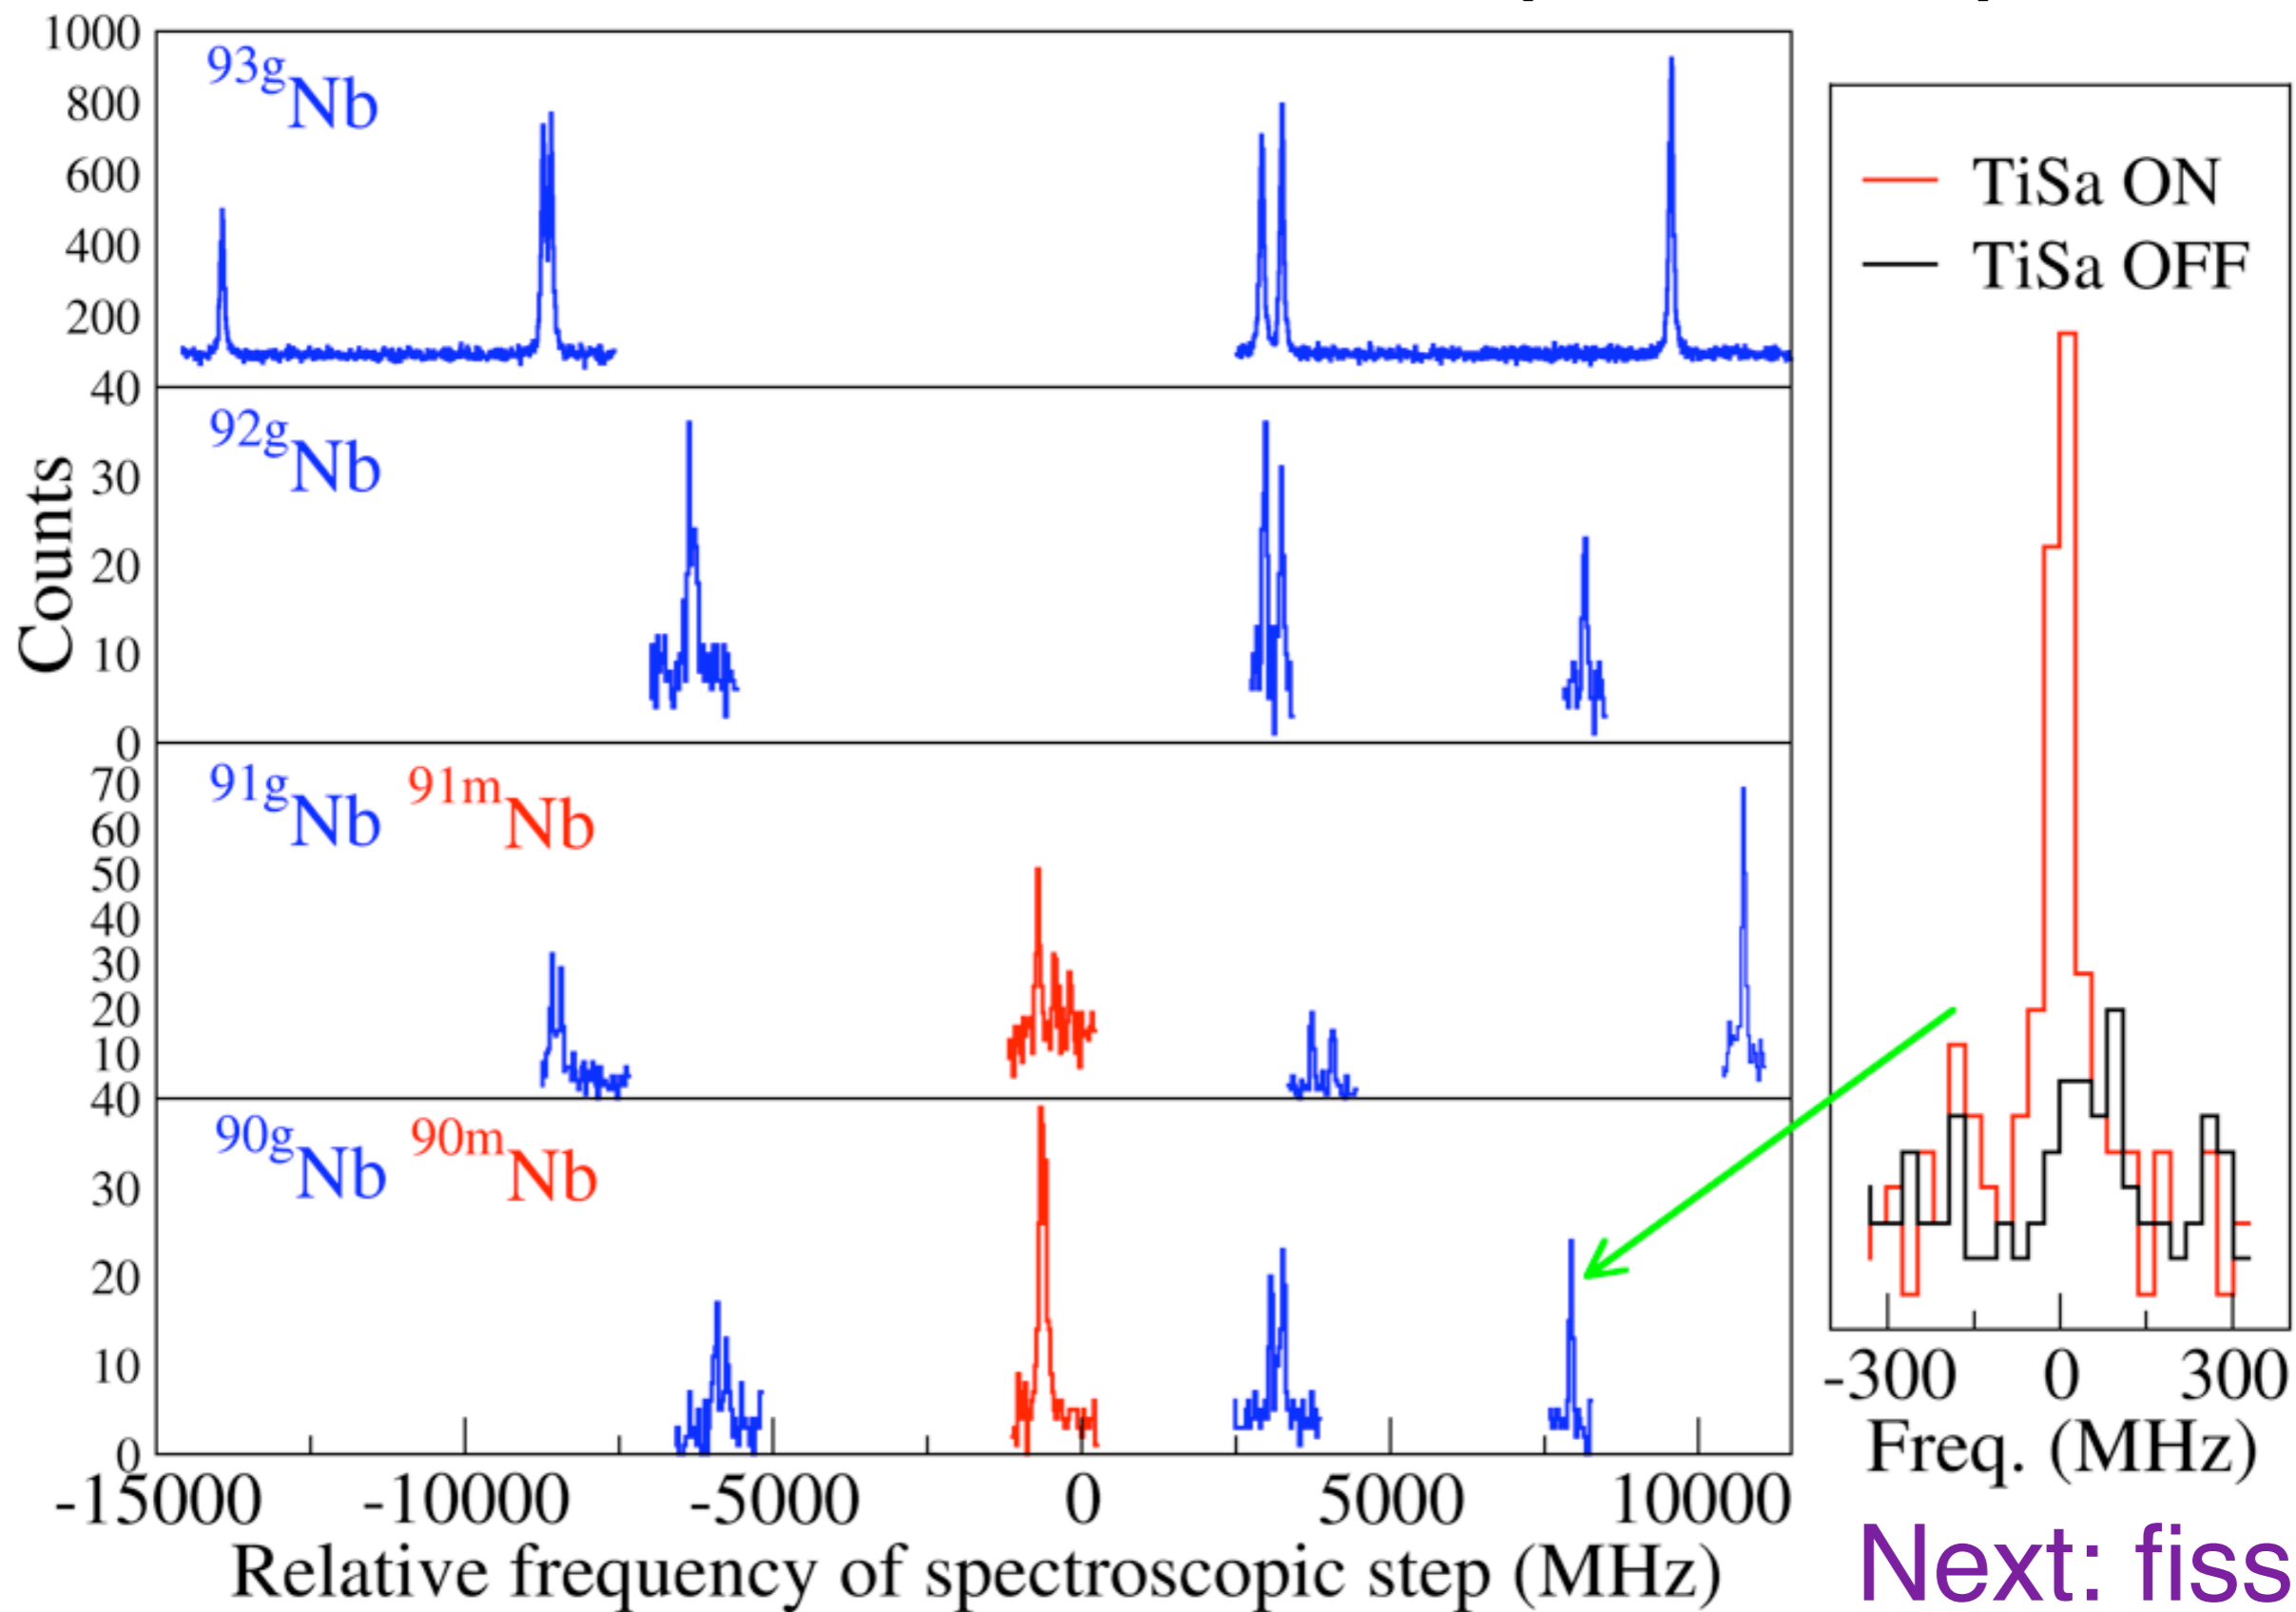 1000
800
600
400
200
40
30
20
10
0
70
60
50
40
30
20
10
40
30
20
10
0
Counts
93gNb
92gNb
91gNb 91mNb
90gNb 90mNb
-15000 -10000 -5000 0 5000 10000
Relative frequency of spectroscopic step (MHz)
TiSa ON
TiSa OFF
-300 0 300
Freq. (MHz)
Next: fiss